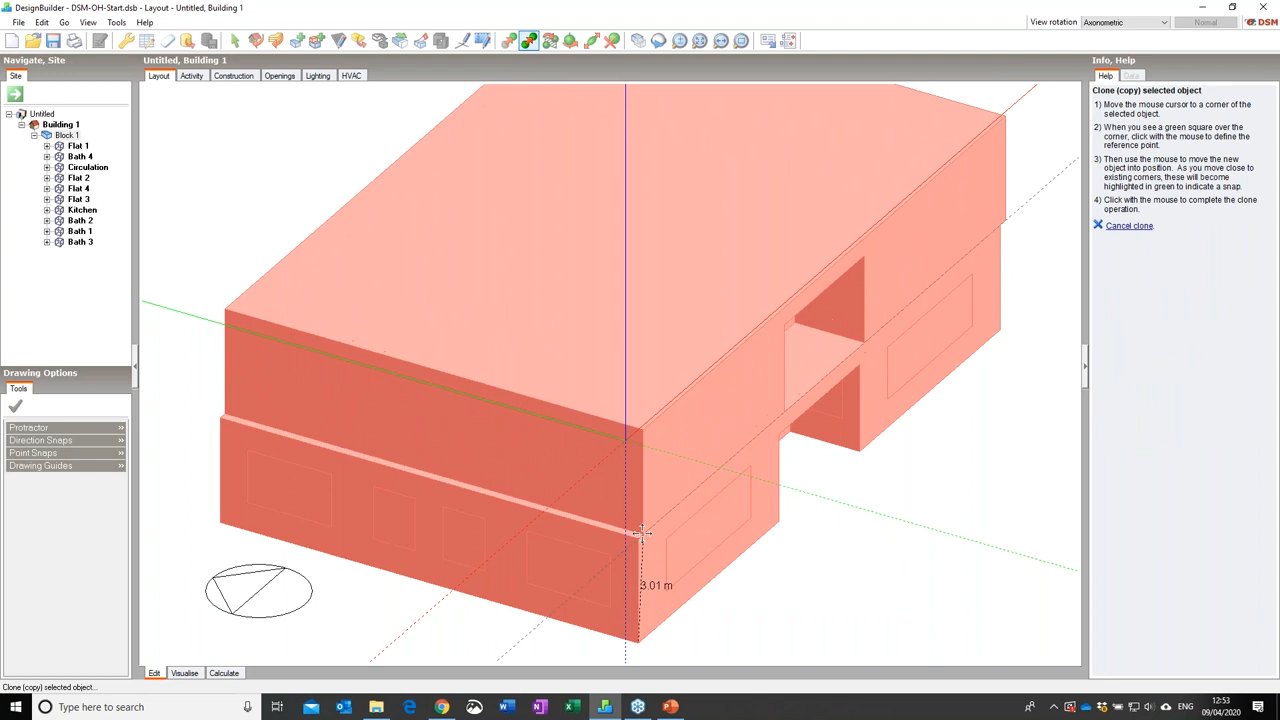 DesignBuilder - DSM-OH-Start.dsb - Layout - Untitled, Building 1
File Edit Go View Tools Help
View rotation Axonometric Normal DSM
Navigate, Site
Site
Untitled
Building 1
Block 1
Flat 1
Bath 4
Circulation
Flat 2
Flat 4
Flat 3
Kitchen
Bath 2
Bath 1
Bath 3
Drawing Options
Tools
Protractor
Direction Snaps
Point Snaps
Drawing Guides
Untitled, Building 1
Layout Activity Construction Openings Lighting HVAC
3.01 m
Edit Visualise Calculate
Info, Help
Help Data
Clone (copy) selected object
1) Move the mouse cursor to a corner of the
selected object.
2) When you see a green square over the
corner, click with the mouse to define the
reference point.
3) Then use the mouse to move the new
object into position. As you move close to
existing corners, these will become
highlighted in green to indicate a snap.
4) Click with the mouse to complete the clone
operation.
Cancel clone.
Clone (copy) selected object...
Type here to search
ENG
12:53
09/04/2020